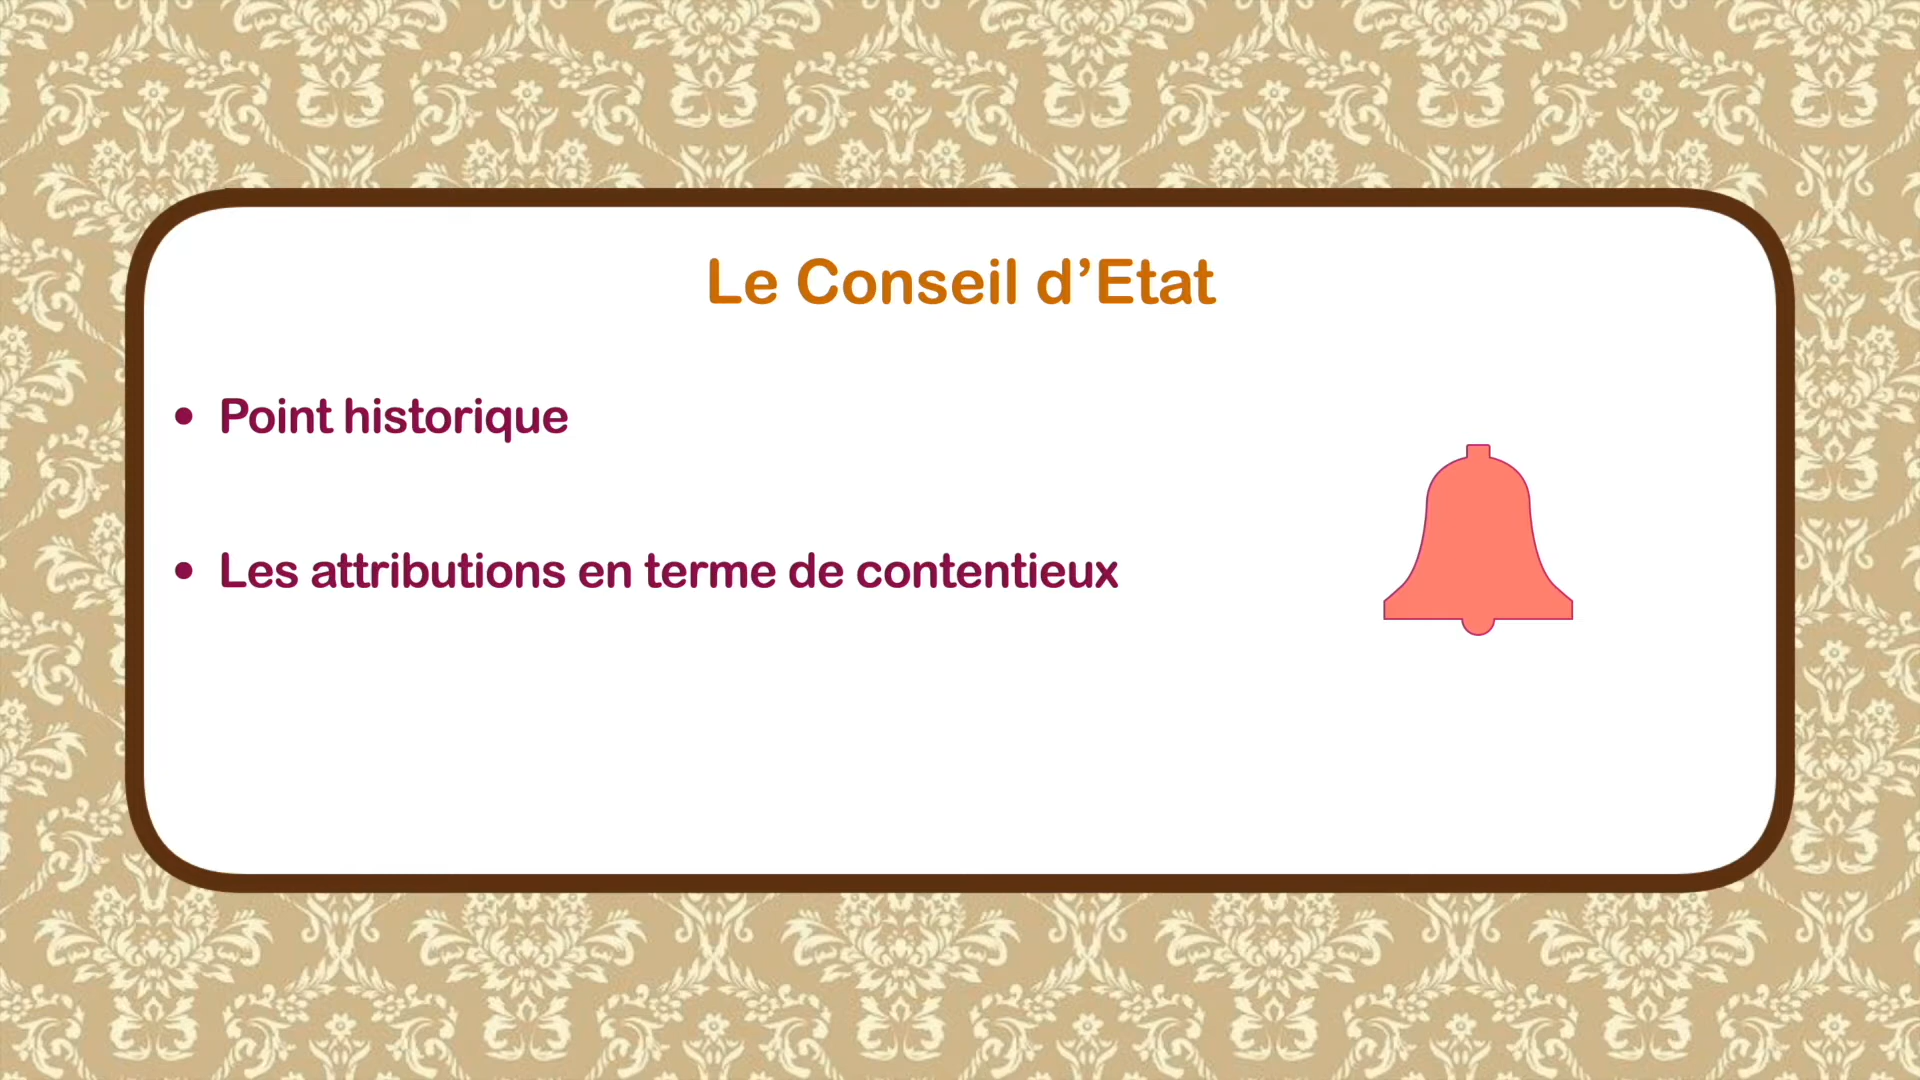 Le Conseil d’Etat
• Point historique
• Les attributions en terme de contentieux